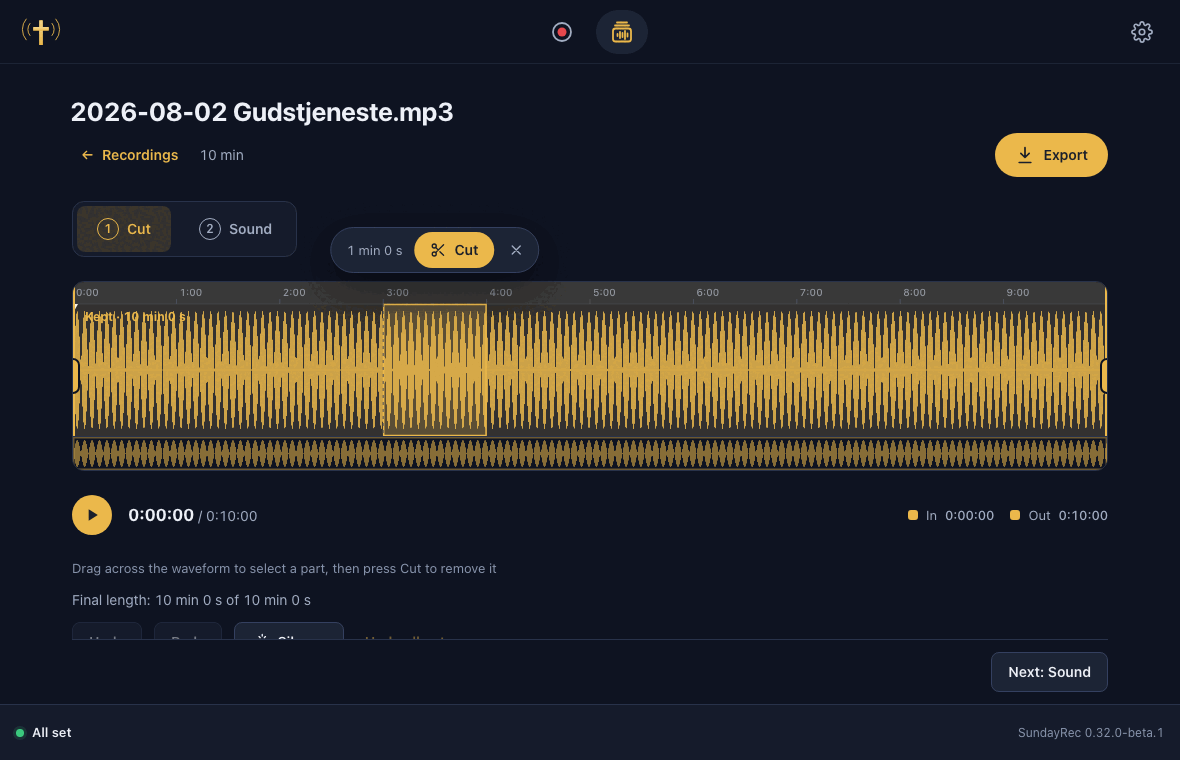 2026-08-02 Gudstjeneste.mp3
← Recordings 10 min
Export
1 Cut 2 Sound
1 min 0 s Cut
0:00 1:00 2:00 3:00 4:00 5:00 6:00 7:00 8:00 9:00
Kept · 10 min 0 s
0:00:00 / 0:10:00
In 0:00:00 Out 0:10:00
Drag across the waveform to select a part, then press Cut to remove it
Final length: 10 min 0 s of 10 min 0 s
Next: Sound
All set
SundayRec 0.32.0-beta.1